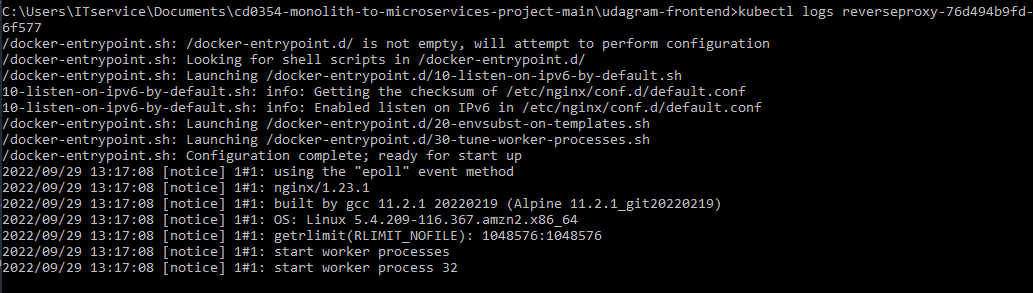 C:\Users\ITservice\Documents\cd0354-monolith-to-microservices-project-main\udagram-frontend>kubectl logs reverseproxy-76d494b9fd-
6f577
/docker-entrypoint.sh: /docker-entrypoint.d/ is not empty, will attempt to perform configuration
/docker-entrypoint.sh: Looking for shell scripts in /docker-entrypoint.d/
/docker-entrypoint.sh: Launching /docker-entrypoint.d/10-listen-on-ipv6-by-default.sh
10-listen-on-ipv6-by-default.sh: info: Getting the checksum of /etc/nginx/conf.d/default.conf
10-listen-on-ipv6-by-default.sh: info: Enabled listen on IPv6 in /etc/nginx/conf.d/default.conf
/docker-entrypoint.sh: Launching /docker-entrypoint.d/20-envsubst-on-templates.sh
/docker-entrypoint.sh: Launching /docker-entrypoint.d/30-tune-worker-processes.sh
/docker-entrypoint.sh: Configuration complete; ready for start up
2022/09/29 13:17:08 [notice] 1#1: using the "epoll" event method
2022/09/29 13:17:08 [notice] 1#1: nginx/1.23.1
2022/09/29 13:17:08 [notice] 1#1: built by gcc 11.2.1 20220219 (Alpine 11.2.1_git20220219)
2022/09/29 13:17:08 [notice] 1#1: OS: Linux 5.4.209-116.367.amzn2.x86_64
2022/09/29 13:17:08 [notice] 1#1: getrlimit(RLIMIT_NOFILE): 1048576:1048576
2022/09/29 13:17:08 [notice] 1#1: start worker processes
2022/09/29 13:17:08 [notice] 1#1: start worker process 32